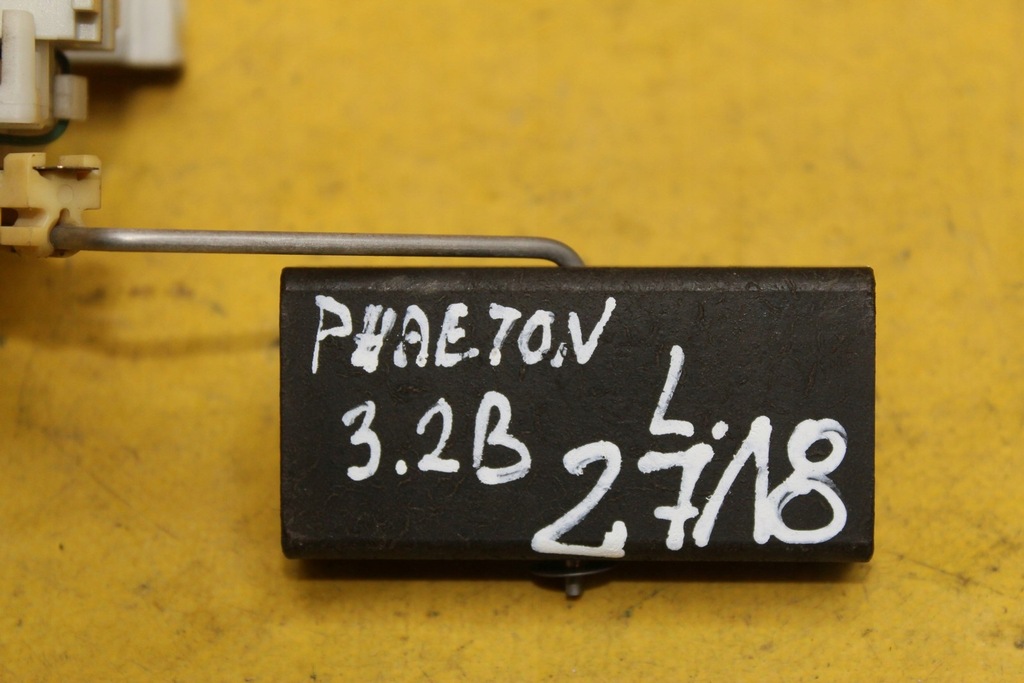 PHAETON
3.2B
L.
27/18